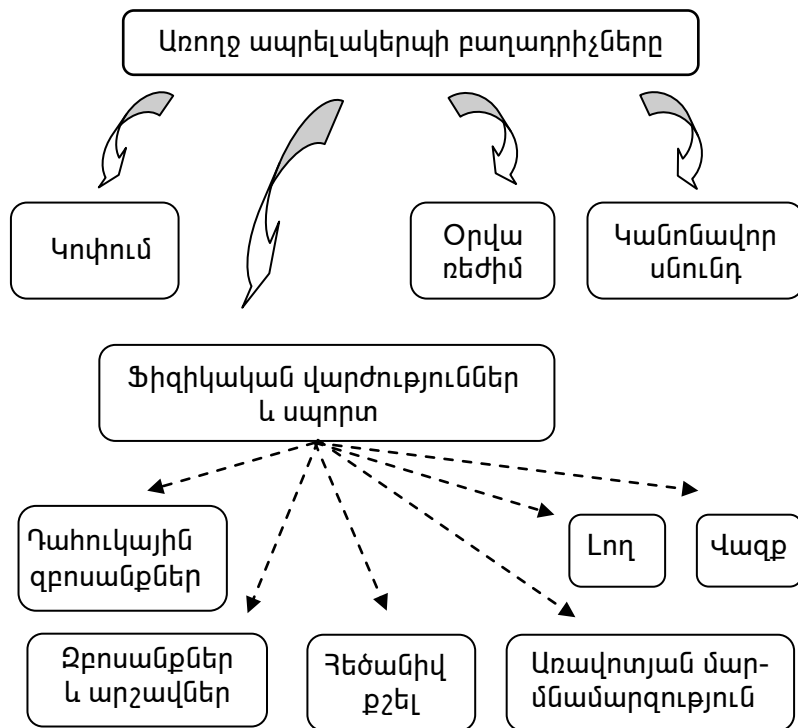 Առողջ ապրելակերպի բաղադրիչները
Կոփում
Օրվա
ռեժիմ
Կանոնավոր
սնունդ
Ֆիզիկական վարժություններ
և սպորտ
Դահուկային
զբոսանքներ
Լող
Վազք
Զբոսանքներ
և արշավներ
Հեծանիվ
քշել
Առավոտյան մար-
մնամարզություն